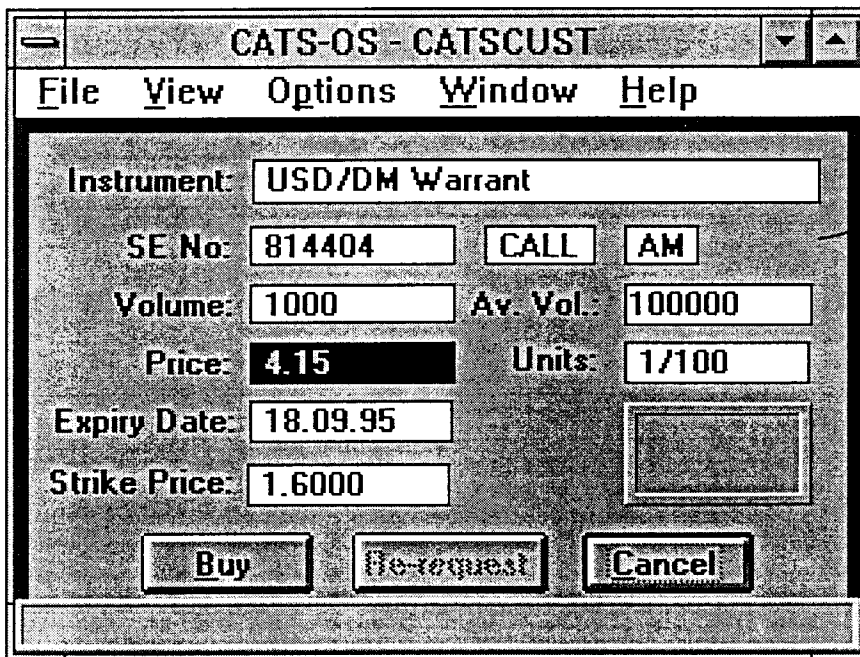 CATS-OS - CATSCUST
File View Options Window Help
Instrument: USD/DM Warrant
SE.No: 814404 CALL AM
Volume: 1000 Av. Vol.: 100000
Price: 4.15 Units: 1/100
Expiry Date: 18.09.95
Strike Price: 1.6000
Buy Re-request Cancel